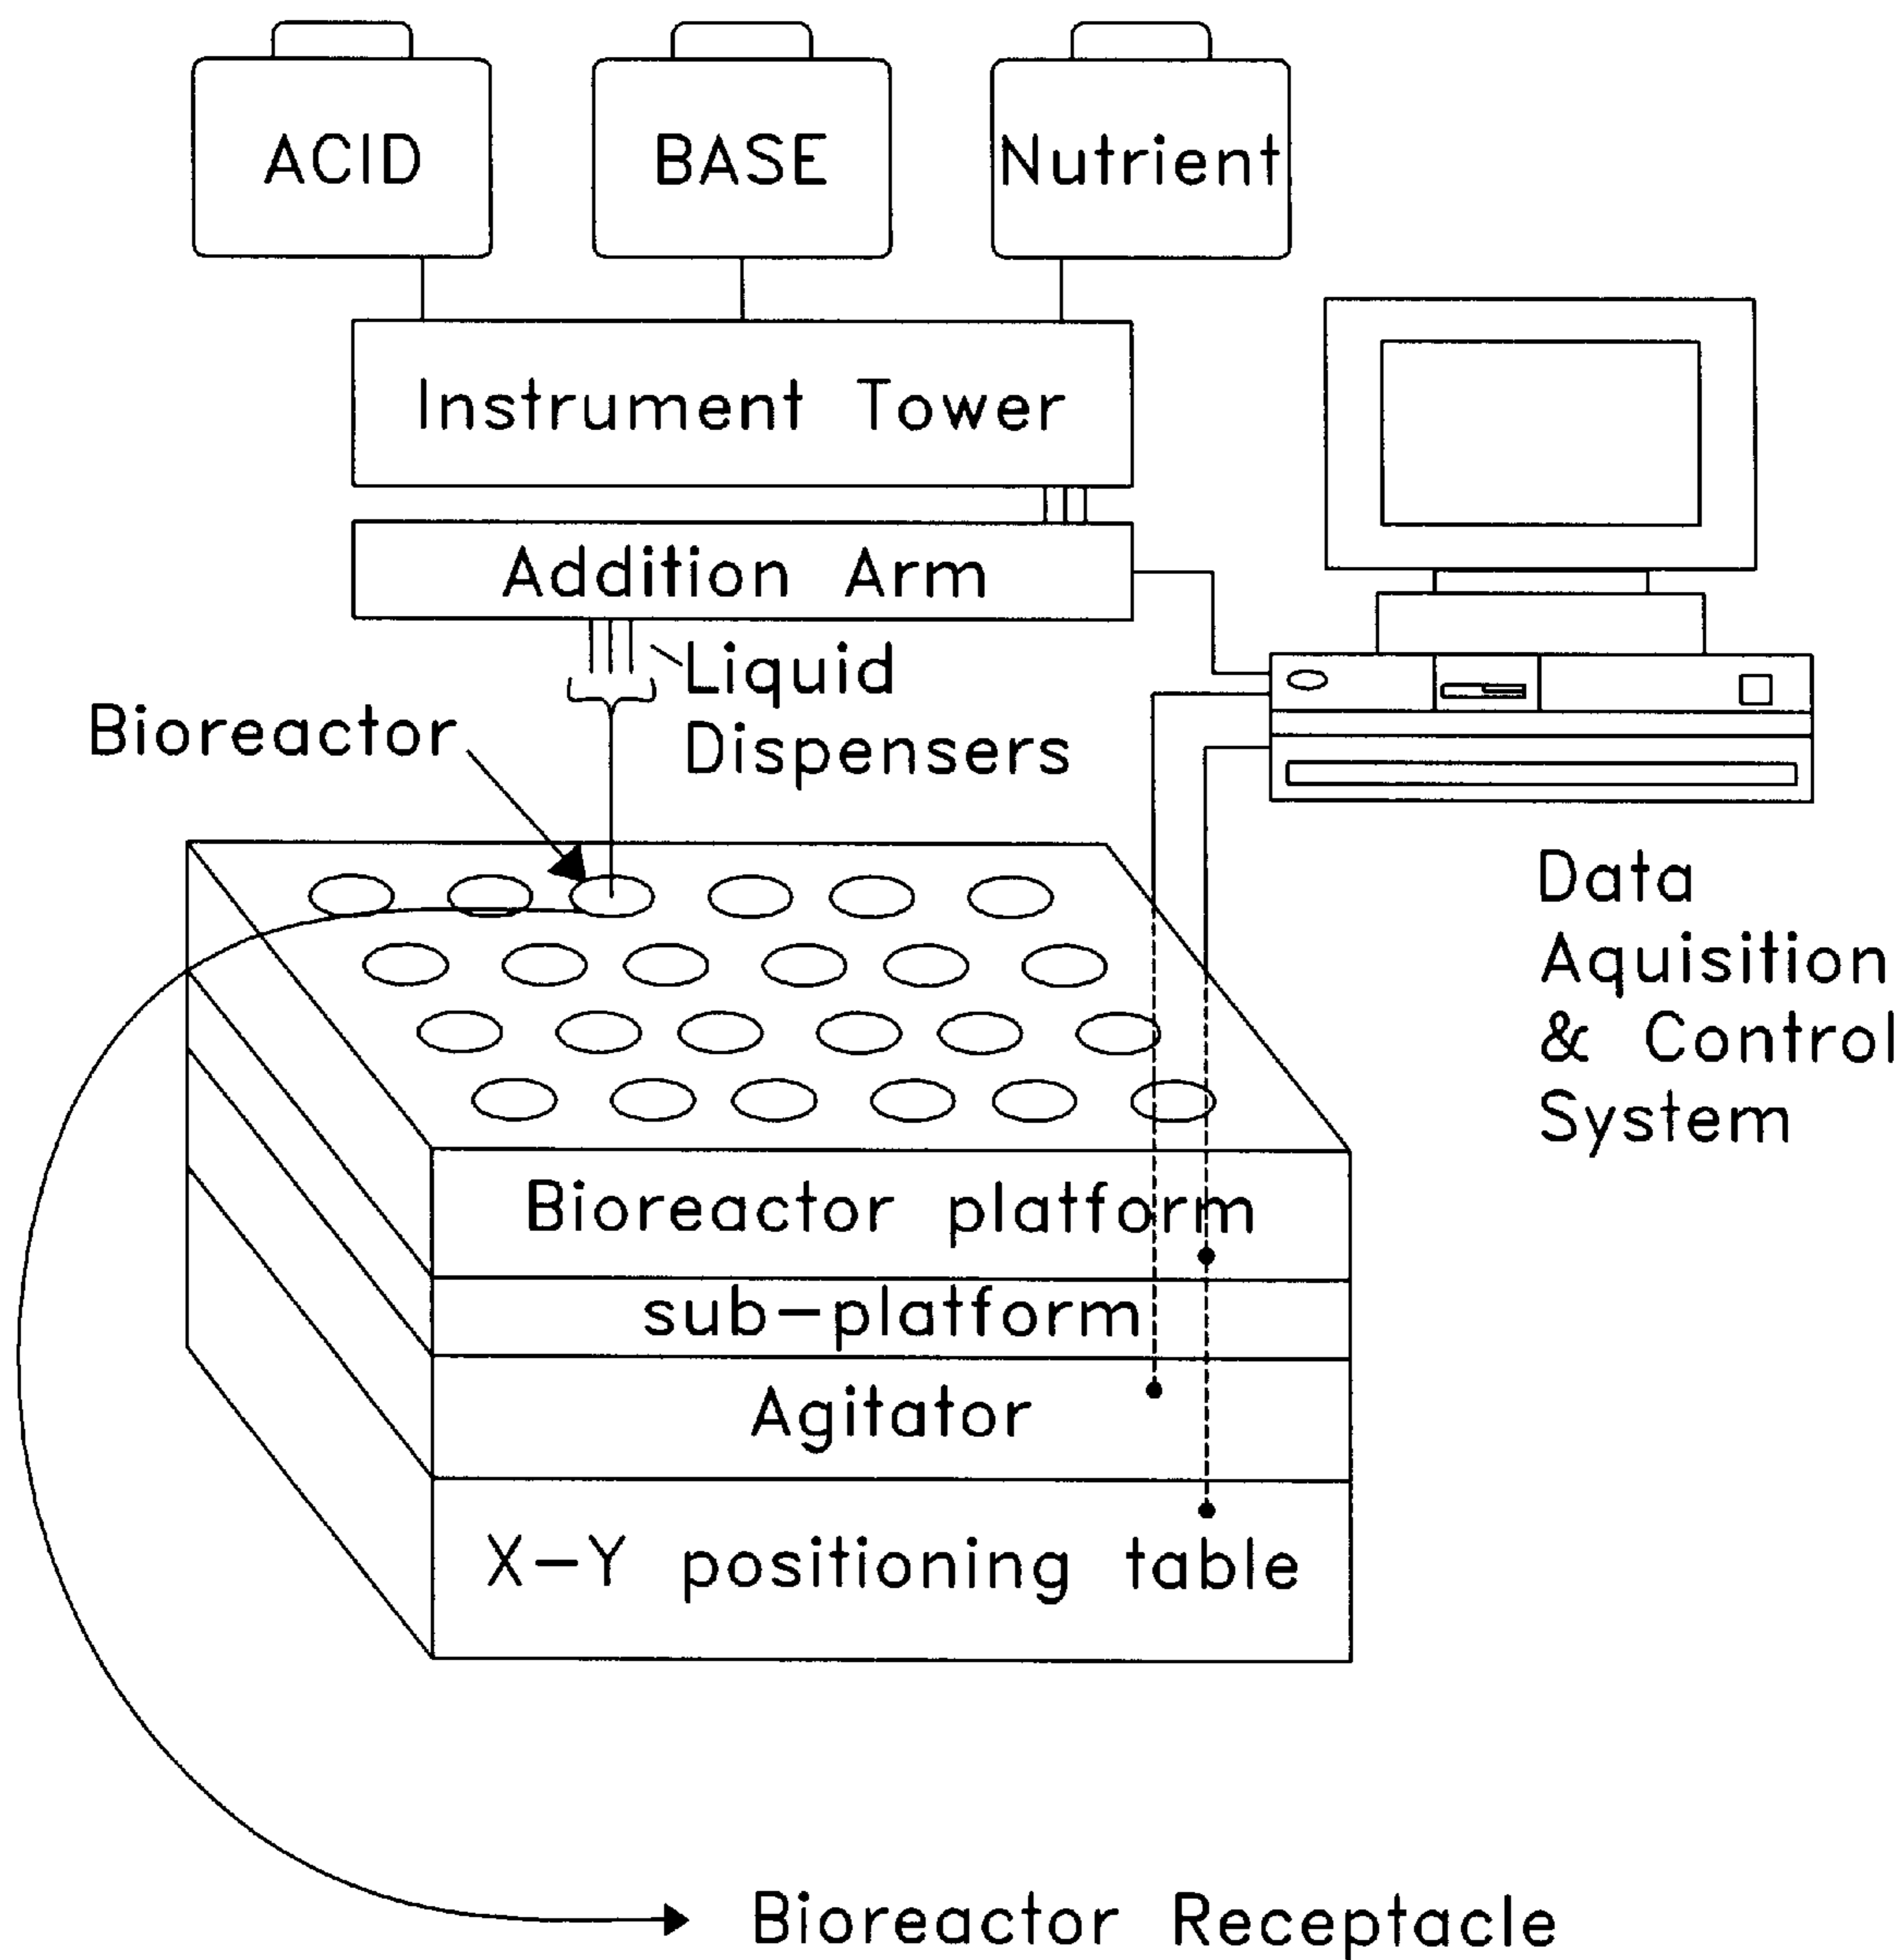 ACID
BASE
Nutrient
Instrument Tower
Addition Arm
Liquid
Dispensers
Bioreactor
Data
Aquisition
& Control
System
Bioreactor platform
sub-platform
Agitator
X-Y positioning table
Bioreactor Receptacle